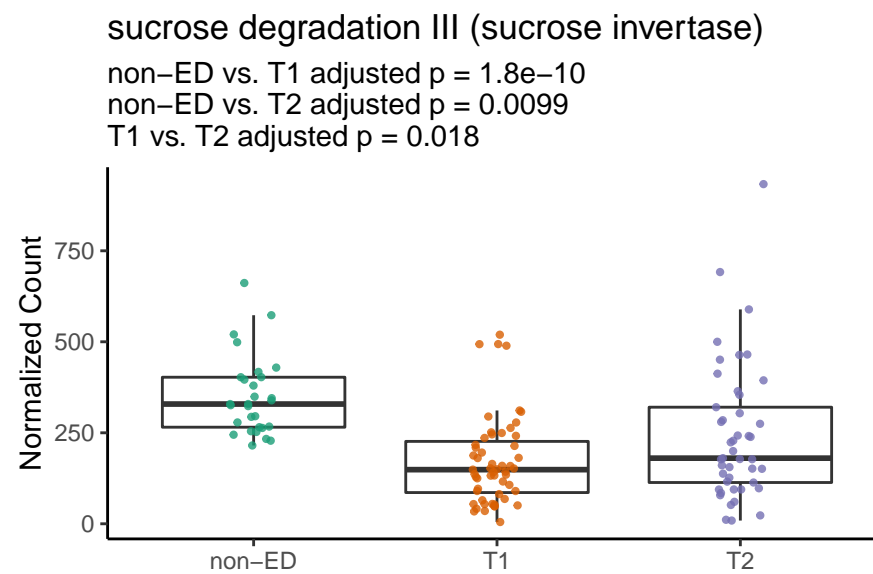 sucrose degradation III (sucrose invertase)
non−ED vs. T1 adjusted p = 1.8e−10
non−ED vs. T2 adjusted p = 0.0099
T1 vs. T2 adjusted p = 0.018
Normalized Count
750
500
250
0
non−ED T1 T2